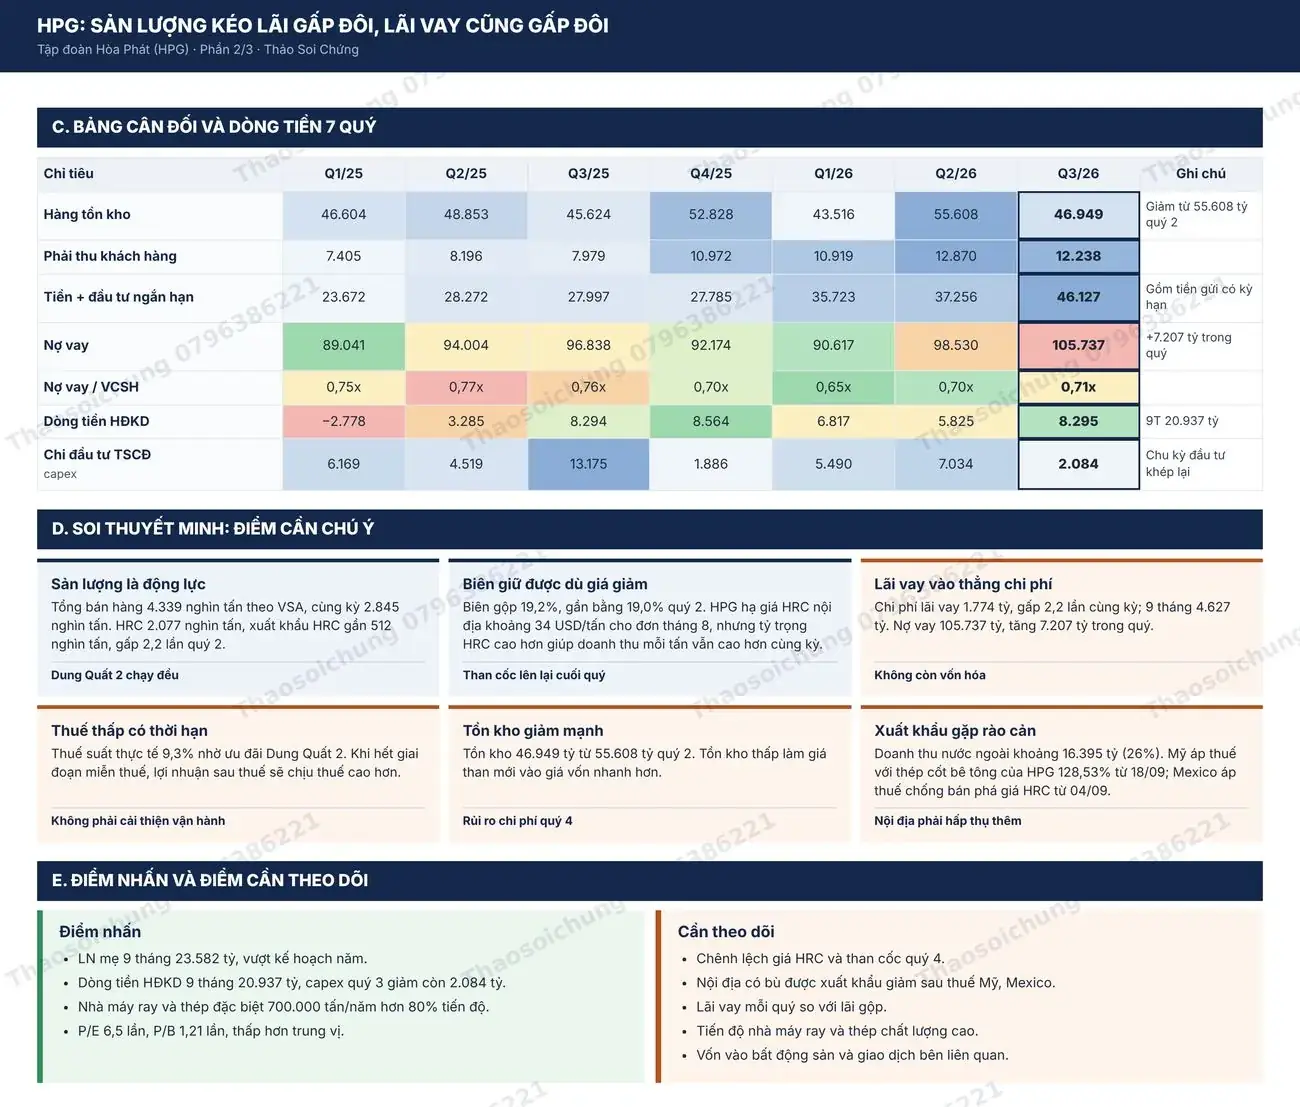 HPG: SẢN LƯỢNG KÉO LÃI GẤP ĐÔI, LÃI VAY CŨNG GẤP ĐÔI
Tập đoàn Hòa Phát (HPG) · Phần 2/3 · Thảo Soi Chứng
C. BẢNG CÂN ĐỐI VÀ DÒNG TIỀN 7 QUÝ
Chỉ tiêu Q1/25 Q2/25 Q3/25 Q4/25 Q1/26 Q2/26 Q3/26 Ghi chú
Hàng tồn kho 46.604 48.853 45.624 52.828 43.516 55.608 46.949 Giảm từ 55.608 tỷ
quý 2
Phải thu khách hàng 7.405 8.196 7.979 10.972 10.919 12.870 12.238
Tiền + đầu tư ngắn hạn 23.672 28.272 27.997 27.785 35.723 37.256 46.127 Gồm tiền gửi có kỳ
hạn
Nợ vay 89.041 94.004 96.838 92.174 90.617 98.530 105.737 +7.207 tỷ trong
quý
Nợ vay / VCSH 0,75x 0,77x 0,76x 0,70x 0,65x 0,70x 0,71x
Dòng tiền HĐKD −2.778 3.285 8.294 8.564 6.817 5.825 8.295 9T 20.937 tỷ
Chi đầu tư TSCĐ 6.169 4.519 13.175 1.886 5.490 7.034 2.084 Chu kỳ đầu tư
capex khép lại
D. SOI THUYẾT MINH: ĐIỂM CẦN CHÚ Ý
Sản lượng là động lực
Tổng bán hàng 4.339 nghìn tấn theo VSA, cùng kỳ 2.845
nghìn tấn. HRC 2.077 nghìn tấn, xuất khẩu HRC gần 512
nghìn tấn, gấp 2,2 lần quý 2.
Dung Quất 2 chạy đều
Biên giữ được dù giá giảm
Biên gộp 19,2%, gần bằng 19,0% quý 2. HPG hạ giá HRC nội
địa khoảng 34 USD/tấn cho đơn tháng 8, nhưng tỷ trọng
HRC cao hơn giúp doanh thu mỗi tấn vẫn cao hơn cùng kỳ.
Than cốc lên lại cuối quý
Lãi vay vào thẳng chi phí
Chi phí lãi vay 1.774 tỷ, gấp 2,2 lần cùng kỳ; 9 tháng 4.627
tỷ. Nợ vay 105.737 tỷ, tăng 7.207 tỷ trong quý.
Không còn vốn hóa
Thuế thấp có thời hạn
Thuế suất thực tế 9,3% nhờ ưu đãi Dung Quất 2. Khi hết giai
đoạn miễn thuế, lợi nhuận sau thuế sẽ chịu thuế cao hơn.
Không phải cải thiện vận hành
Tồn kho giảm mạnh
Tồn kho 46.949 tỷ từ 55.608 tỷ quý 2. Tồn kho thấp làm giá
than mới vào giá vốn nhanh hơn.
Rủi ro chi phí quý 4
Xuất khẩu gặp rào cản
Doanh thu nước ngoài khoảng 16.395 tỷ (26%). Mỹ áp thuế
với thép cốt bê tông của HPG 128,53% từ 18/09; Mexico áp
thuế chống bán phá giá HRC từ 04/09.
Nội địa phải hấp thụ thêm
E. ĐIỂM NHẤN VÀ ĐIỂM CẦN THEO DÕI
Điểm nhấn
• LN mẹ 9 tháng 23.582 tỷ, vượt kế hoạch năm.
• Dòng tiền HĐKD 9 tháng 20.937 tỷ, capex quý 3 giảm còn 2.084 tỷ.
• Nhà máy ray và thép đặc biệt 700.000 tấn/năm hơn 80% tiến độ.
• P/E 6,5 lần, P/B 1,21 lần, thấp hơn trung vị.
Cần theo dõi
• Chênh lệch giá HRC và than cốc quý 4.
• Nội địa có bù được xuất khẩu giảm sau thuế Mỹ, Mexico.
• Lãi vay mỗi quý so với lãi gộp.
• Tiến độ nhà máy ray và thép chất lượng cao.
• Vốn vào bất động sản và giao dịch bên liên quan.
Thaosoichung 0796386221